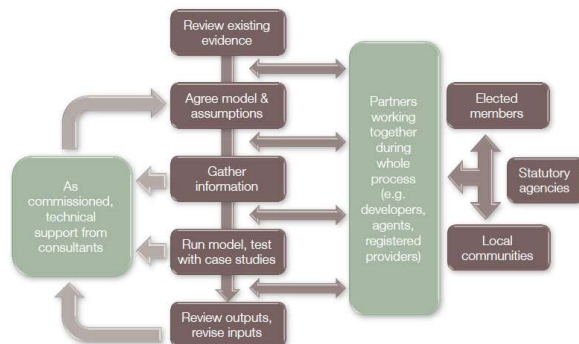 Review existing
evidence
Agree model &
assumptions
Gather
information
Run model, test
with case studies
Review outputs,
revise inputs
As
commissioned,
technical
support from
consultants
Partners
working
together
during
whole
process
(e.g.
developers,
agents,
registered
providers)
Elected
members
Statutory
agencies
Local
communities